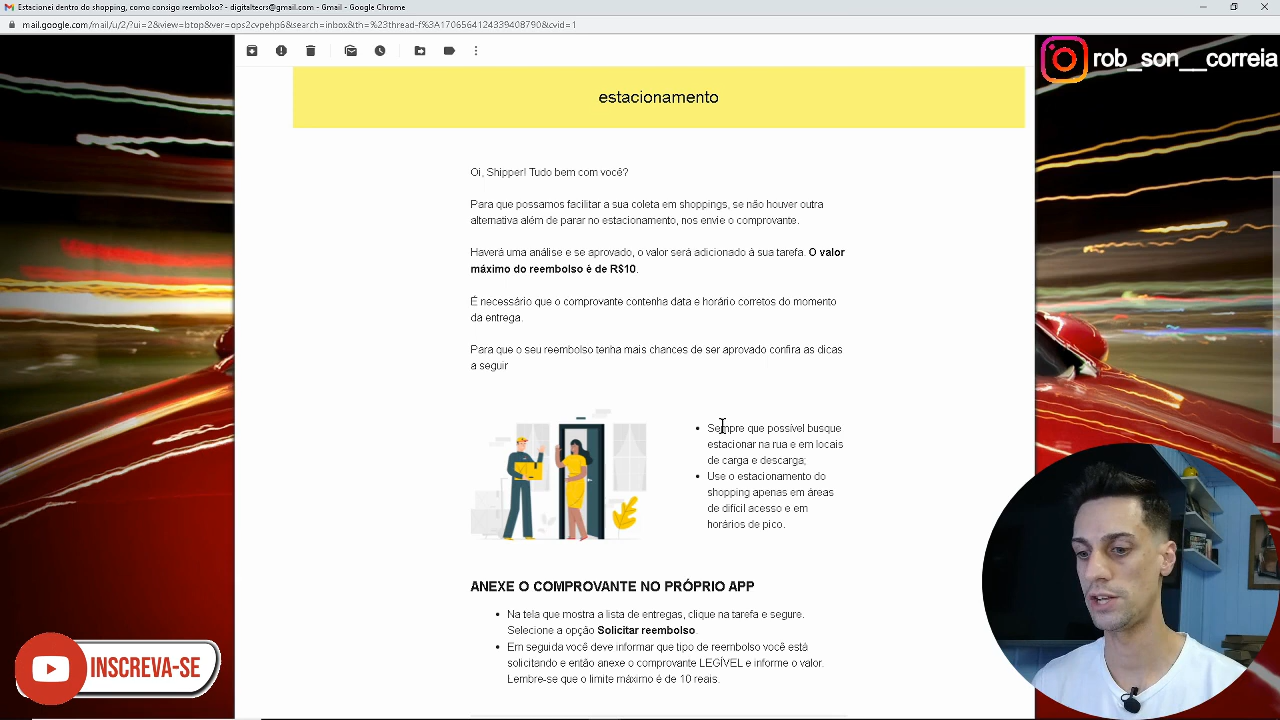 Estacionei dentro do shopping, como consigo reembolso? - digitaltecrs@gmail.com - Gmail - Google Chrome
mail.google.com/mail/u/2/?ui=2&view=btop&ver=ops2cvpehp6&search=inbox&th=%23thread-f%3A1706564124339408790&cvid=1
rob_son__correia
estacionamento
Oi, Shipper! Tudo bem com você?
Para que possamos facilitar a sua coleta em shoppings, se não houver outra
alternativa além de parar no estacionamento, nos envie o comprovante.
Haverá uma análise e se aprovado, o valor será adicionado à sua tarefa. O valor
máximo do reembolso é de R$10.
É necessário que o comprovante contenha data e horário corretos do momento
da entrega.
Para que o seu reembolso tenha mais chances de ser aprovado confira as dicas
a seguir
• Sempre que possível busque
estacionar na rua e em locais
de carga e descarga;
• Use o estacionamento do
shopping apenas em áreas
de difícil acesso e em
horários de pico.
ANEXE O COMPROVANTE NO PRÓPRIO APP
• Na tela que mostra a lista de entregas, clique na tarefa e segure.
Selecione a opção Solicitar reembolso.
• Em seguida você deve informar que tipo de reembolso você está
solicitando e então anexe o comprovante LEGÍVEL e informe o valor.
Lembre-se que o limite máximo é de 10 reais.
INSCREVA-SE